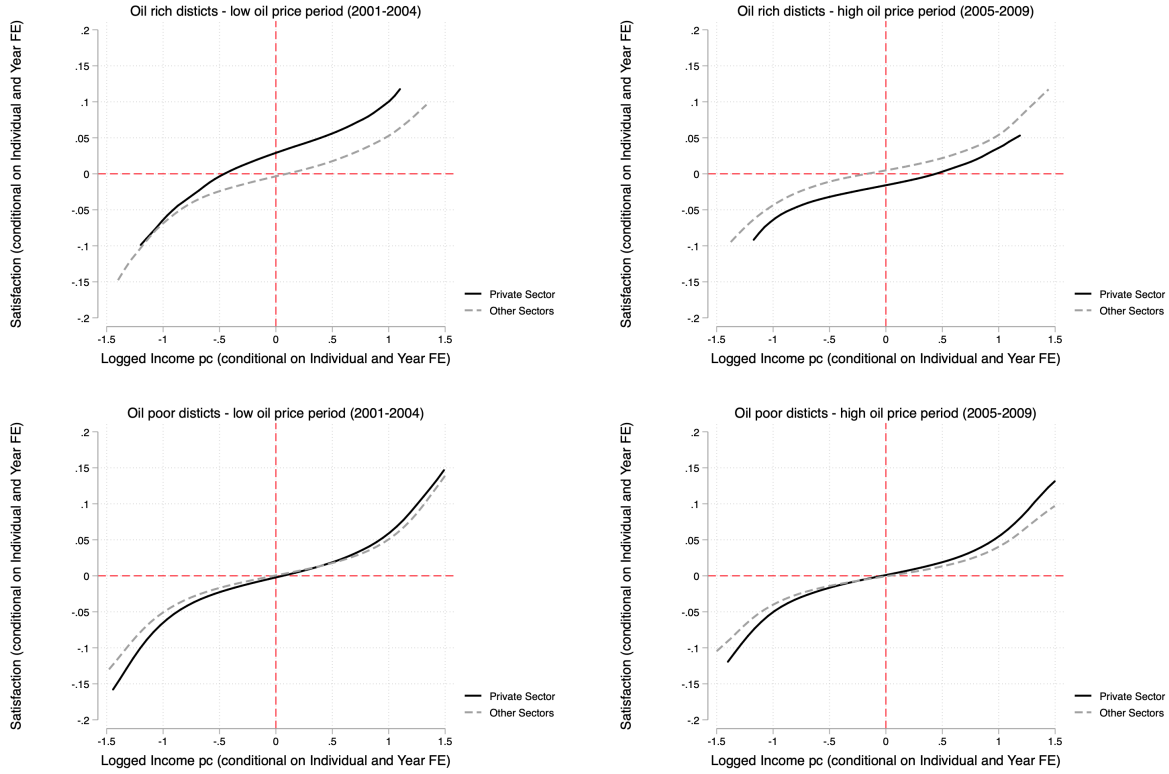 Oil rich disticts - low oil price period (2001-2004)
Satisfaction (conditional on Individual and Year FE)
.2
.15
.1
.05
0
-.05
-.1
-.15
-.2
-1.5 -1 -.5 0 .5 1 1.5
Logged Income pc (conditional on Individual and Year FE)
Private Sector
Other Sectors
Oil rich disticts - high oil price period (2005-2009)
Satisfaction (conditional on Individual and Year FE)
.2
.15
.1
.05
0
-.05
-.1
-.15
-.2
-1.5 -1 -.5 0 .5 1 1.5
Logged Income pc (conditional on Individual and Year FE)
Private Sector
Other Sectors
Oil poor disticts - low oil price period (2001-2004)
Satisfaction (conditional on Individual and Year FE)
.2
.15
.1
.05
0
-.05
-.1
-.15
-.2
-1.5 -1 -.5 0 .5 1 1.5
Logged Income pc (conditional on Individual and Year FE)
Private Sector
Other Sectors
Oil poor disticts - high oil price period (2005-2009)
Satisfaction (conditional on Individual and Year FE)
.2
.15
.1
.05
0
-.05
-.1
-.15
-.2
-1.5 -1 -.5 0 .5 1 1.5
Logged Income pc (conditional on Individual and Year FE)
Private Sector
Other Sectors